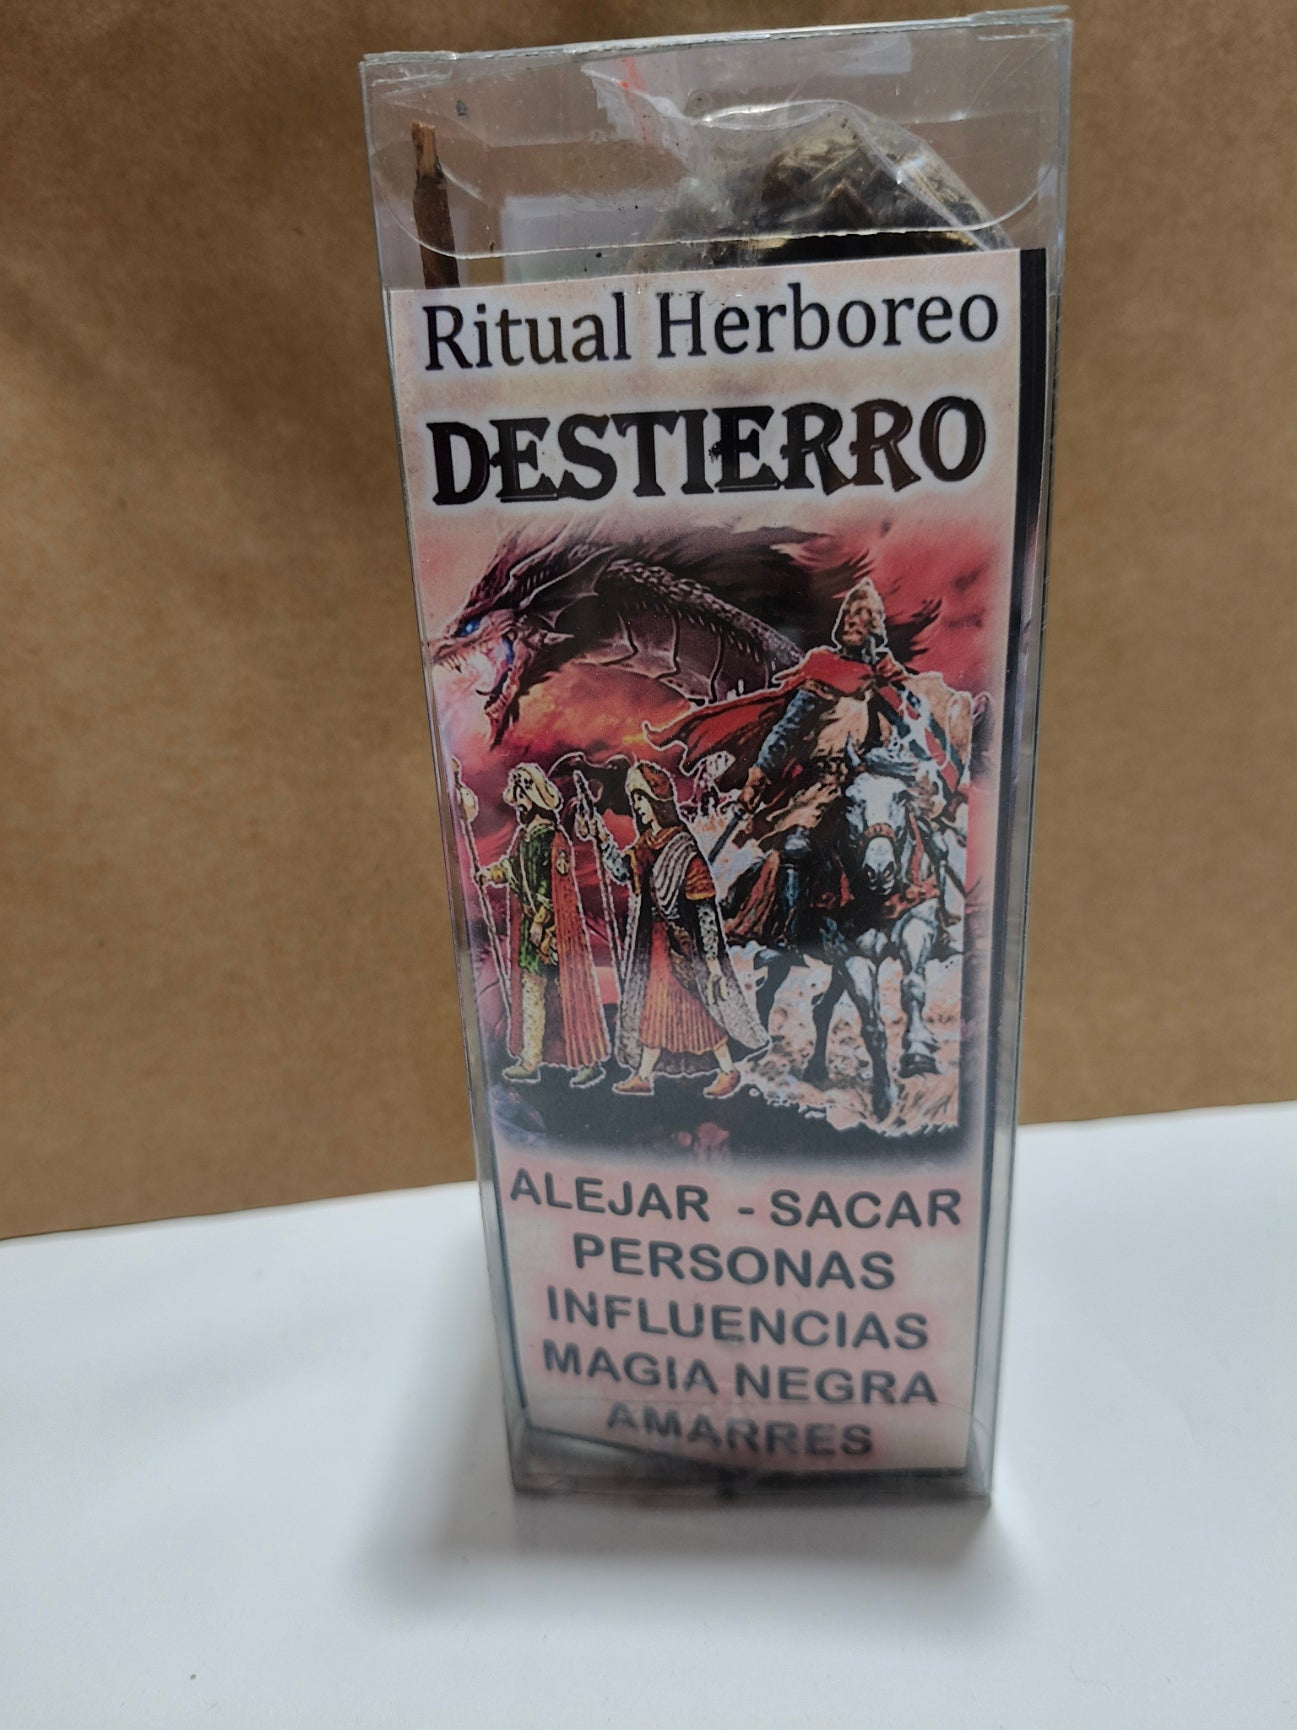 Ritual Herboreo
DESTIERRO
ALEJAR - SACAR
PERSONAS
INFLUENCIAS
MAGIA NEGRA
AMARRES